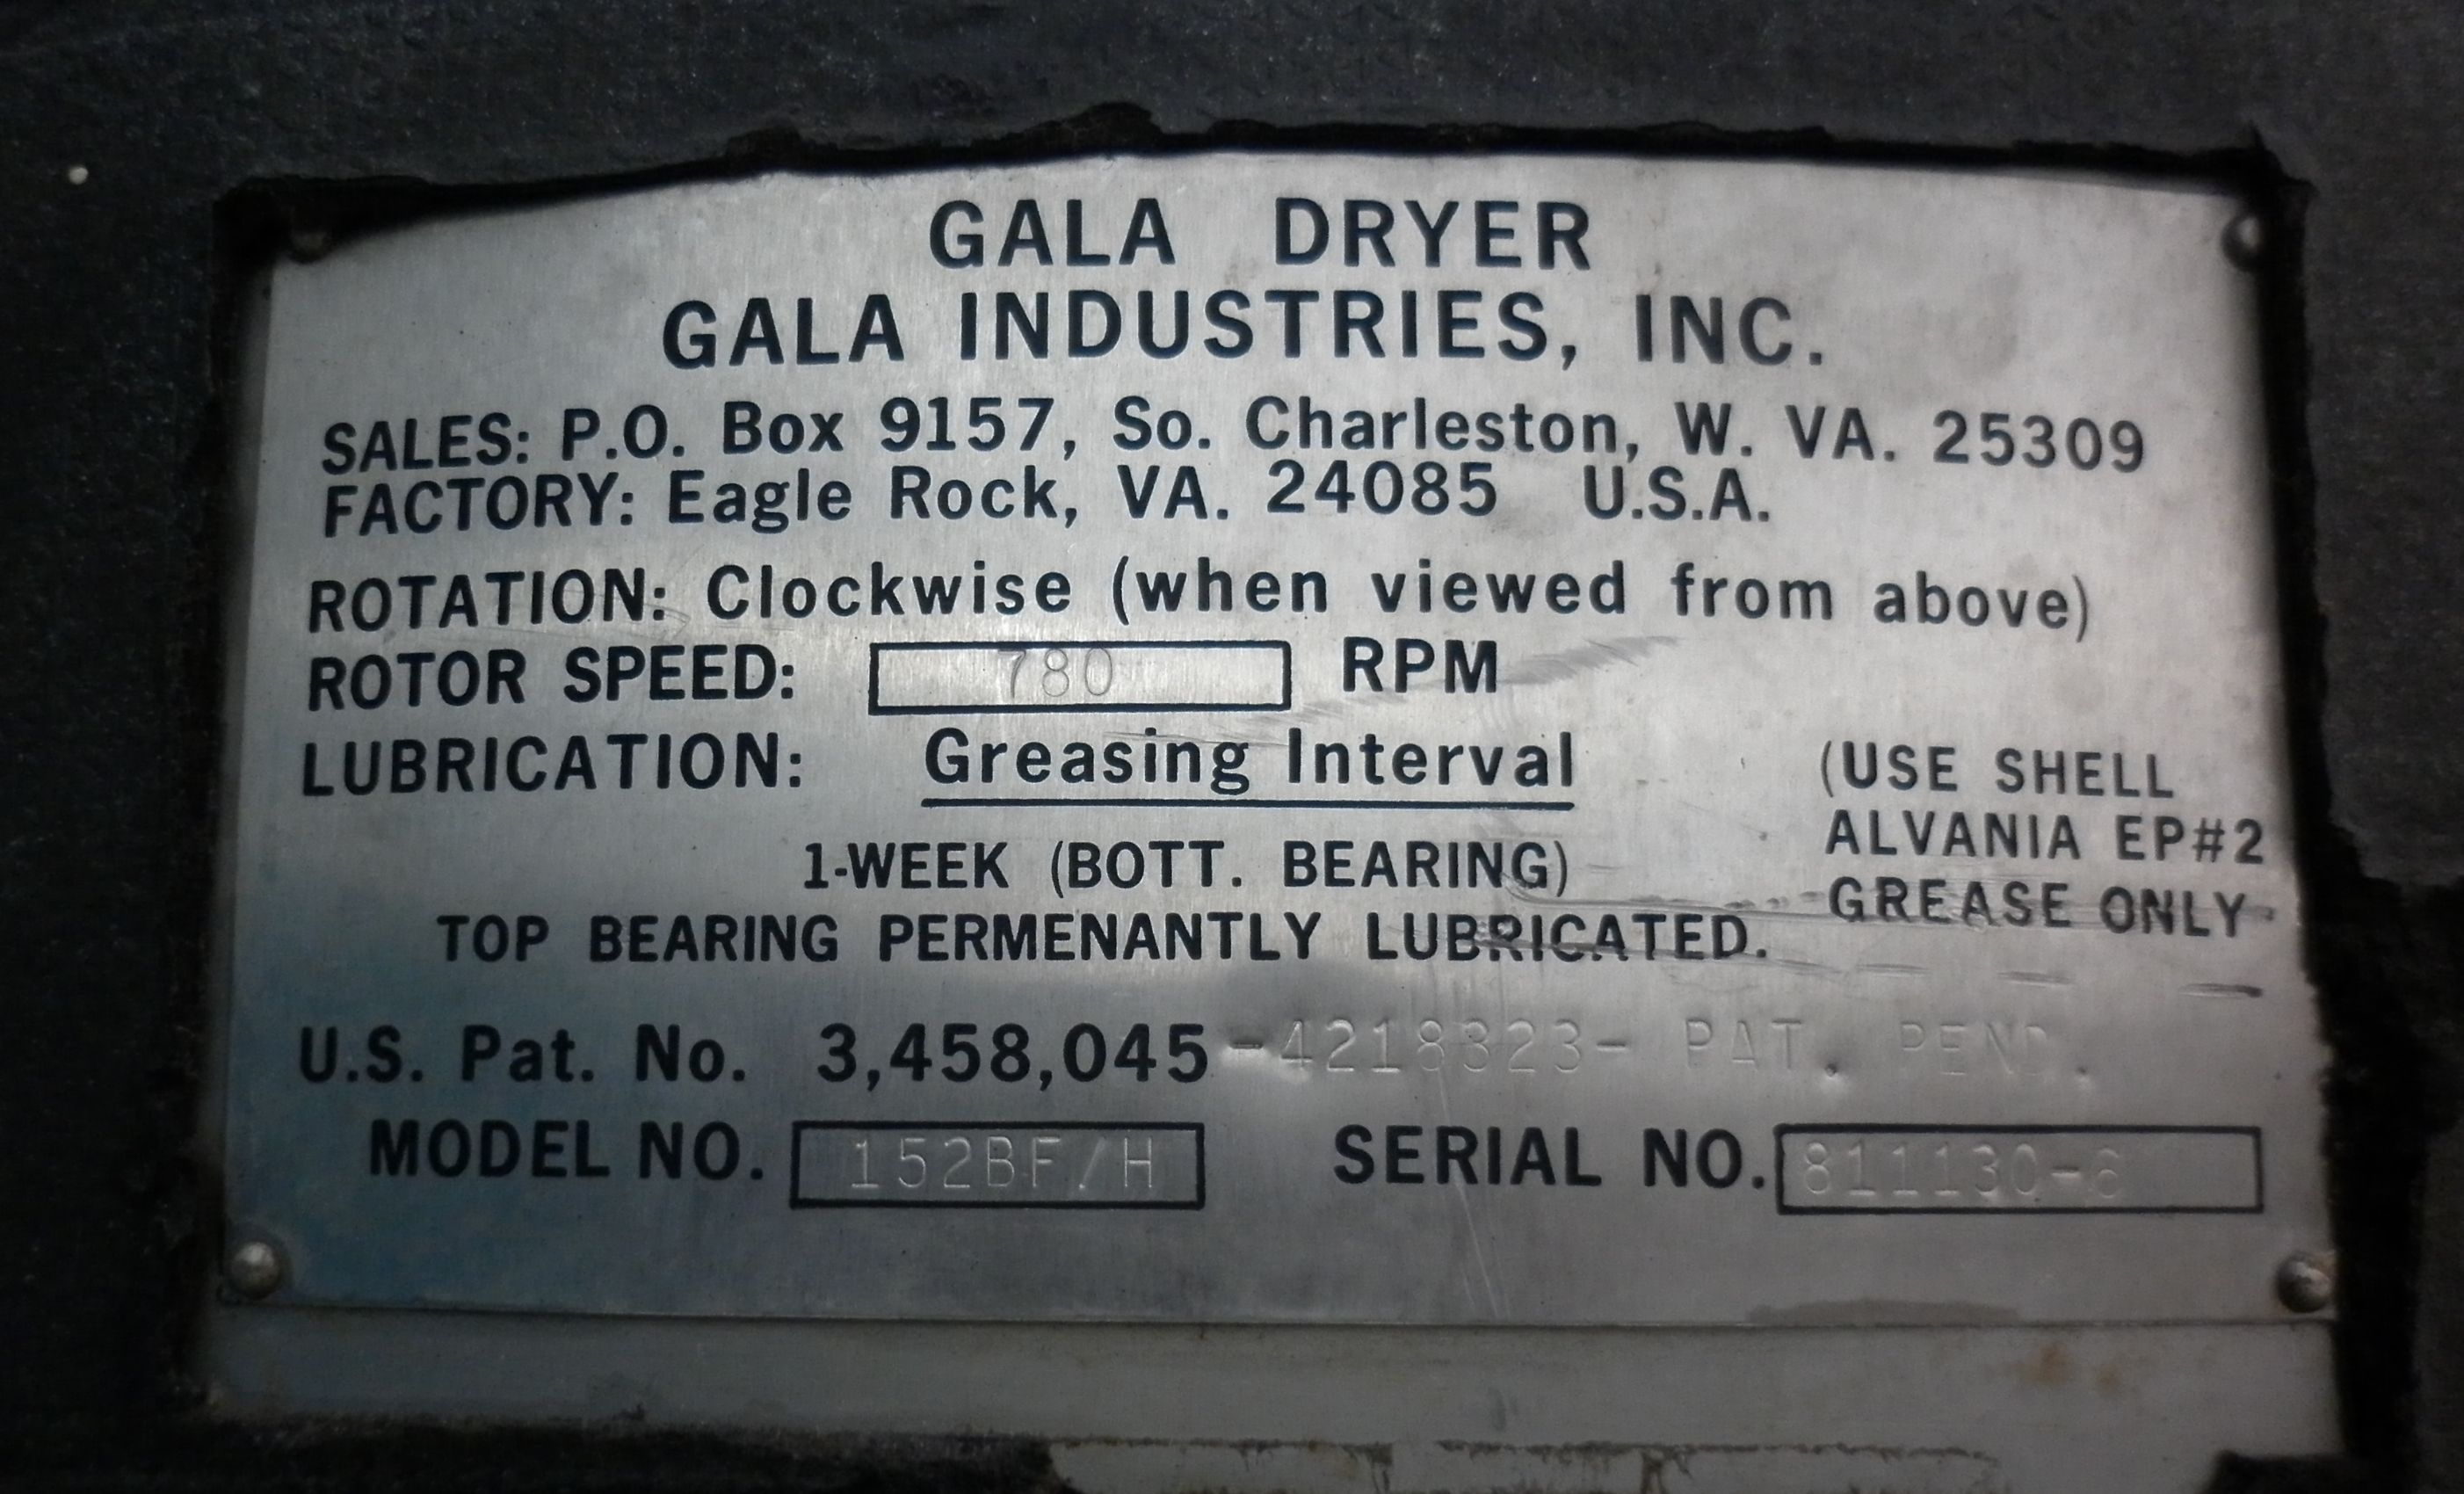 GALA DRYER
GALA INDUSTRIES, INC.
SALES: P.O. Box 9157, So. Charleston, W. VA. 25309
FACTORY: Eagle Rock, VA. 24085 U.S.A.
ROTATION: Clockwise (when viewed from above)
ROTOR SPEED: 780 RPM
LUBRICATION: Greasing Interval
1-WEEK (BOTT. BEARING)
TOP BEARING PERMENANTLY LUBRICATED.
(USE SHELL
ALVANIA EP#2
GREASE ONLY
U.S. Pat. No. 3,458,045 -4218323- PAT. PEND.
MODEL NO. 152BF/H SERIAL NO. 811130-6